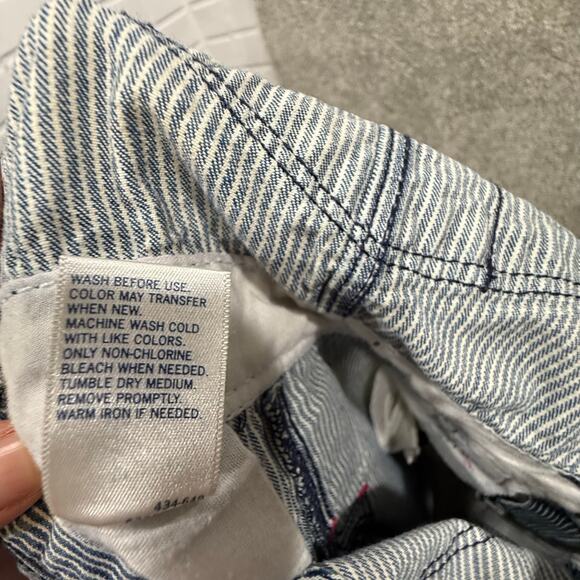 WASH BEFORE USE.
COLOR MAY TRANSFER
WHEN NEW.
MACHINE WASH COLD
WITH LIKE COLORS.
ONLY NON-CHLORINE
BLEACH WHEN NEEDED.
TUMBLE DRY MEDIUM.
REMOVE PROMPTLY.
WARM IRON IF NEEDED.